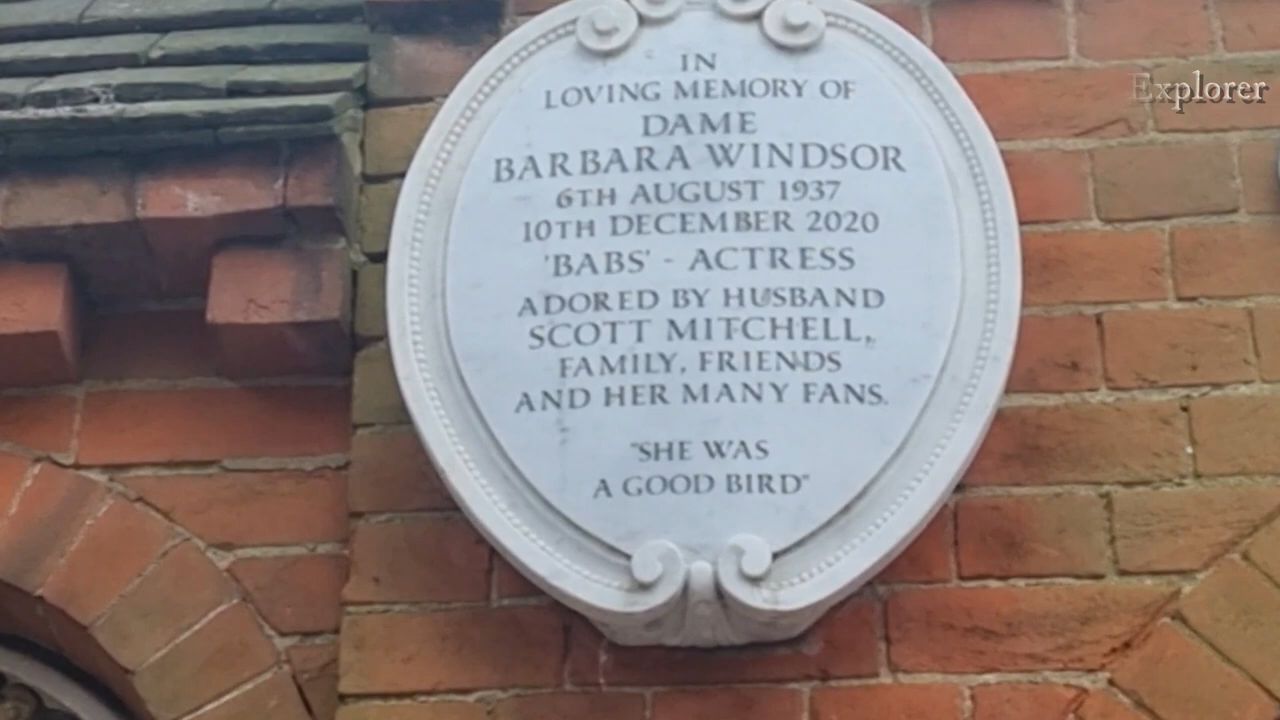 IN
LOVING MEMORY OF
DAME
BARBARA WINDSOR
6TH AUGUST 1937
10TH DECEMBER 2020
'BABS' - ACTRESS
ADORED BY HUSBAND
SCOTT MITCHELL,
FAMILY, FRIENDS
AND HER MANY FANS.
"SHE WAS
A GOOD BIRD"
Explorer